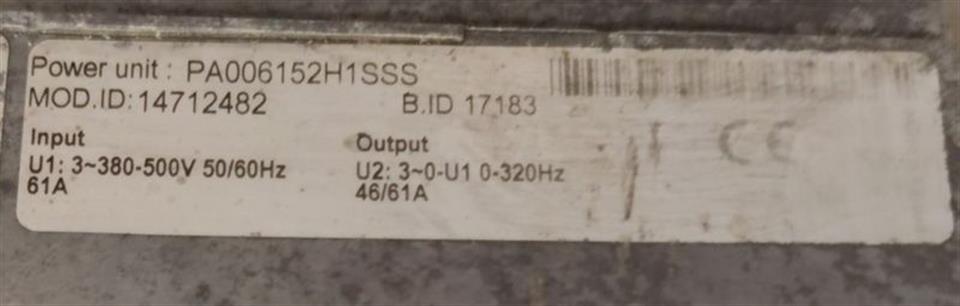 Power unit : PA006152H1SSS
MOD.ID: 14712482 B.ID 17183
Input
U1: 3~380-500V 50/60Hz
61A
Output
U2: 3~0-U1 0-320Hz
46/61A
CE